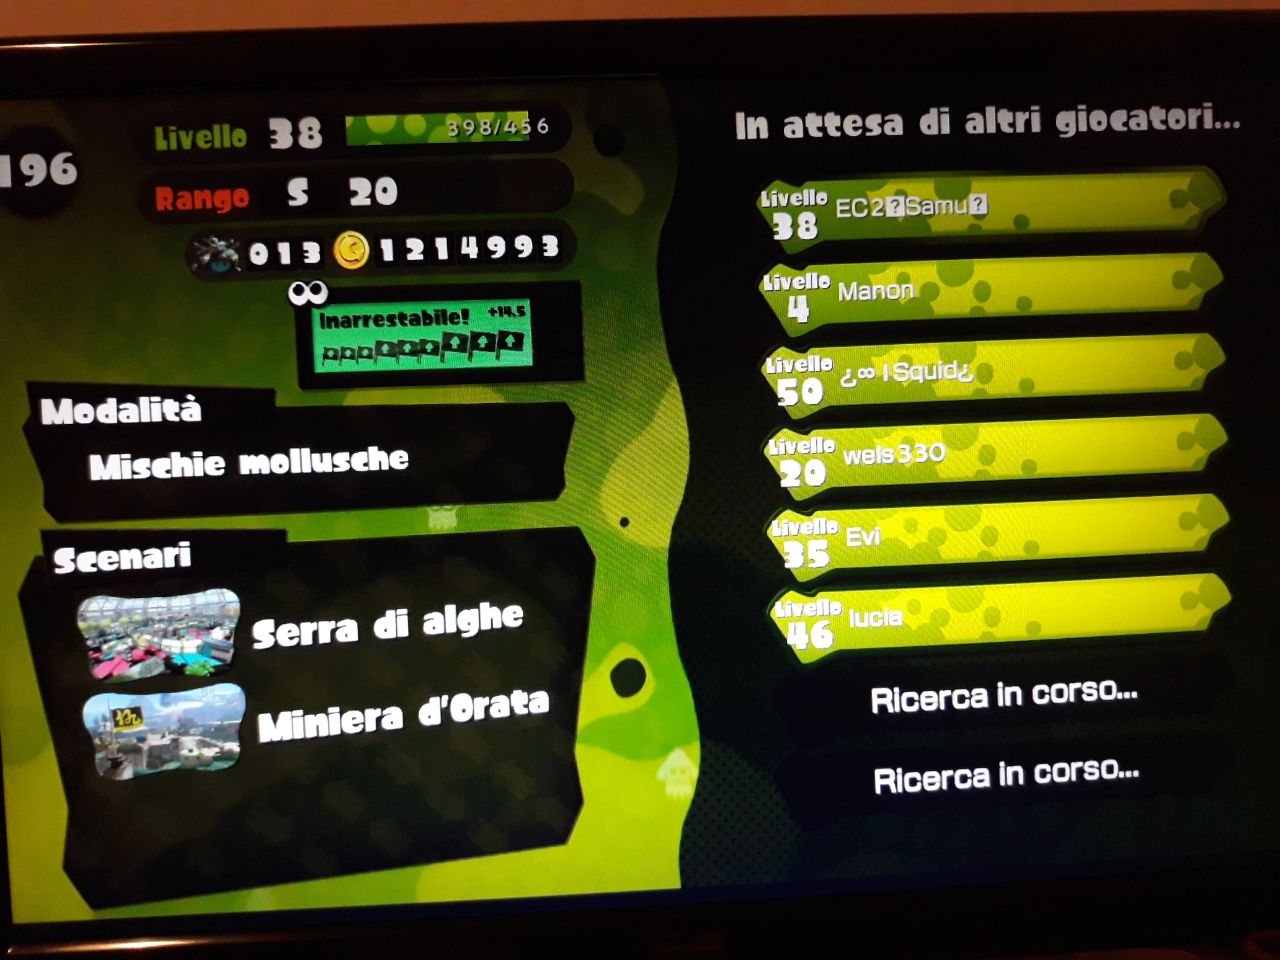 196
Livello 38 398/456
Rango S 20
013 1214993
Inarrestabile! +14.5
Modalità
Mischie mollusche
Scenari
Serra di alghe
Miniera d'Orata
In attesa di altri giocatori...
Livello 38 EC2?Samu?
Livello 4 Manon
Livello 50 ¿∞ I Squid¿
Livello 20 wels330
Livello 35 Evi
Livello 46 lucia
Ricerca in corso...
Ricerca in corso...